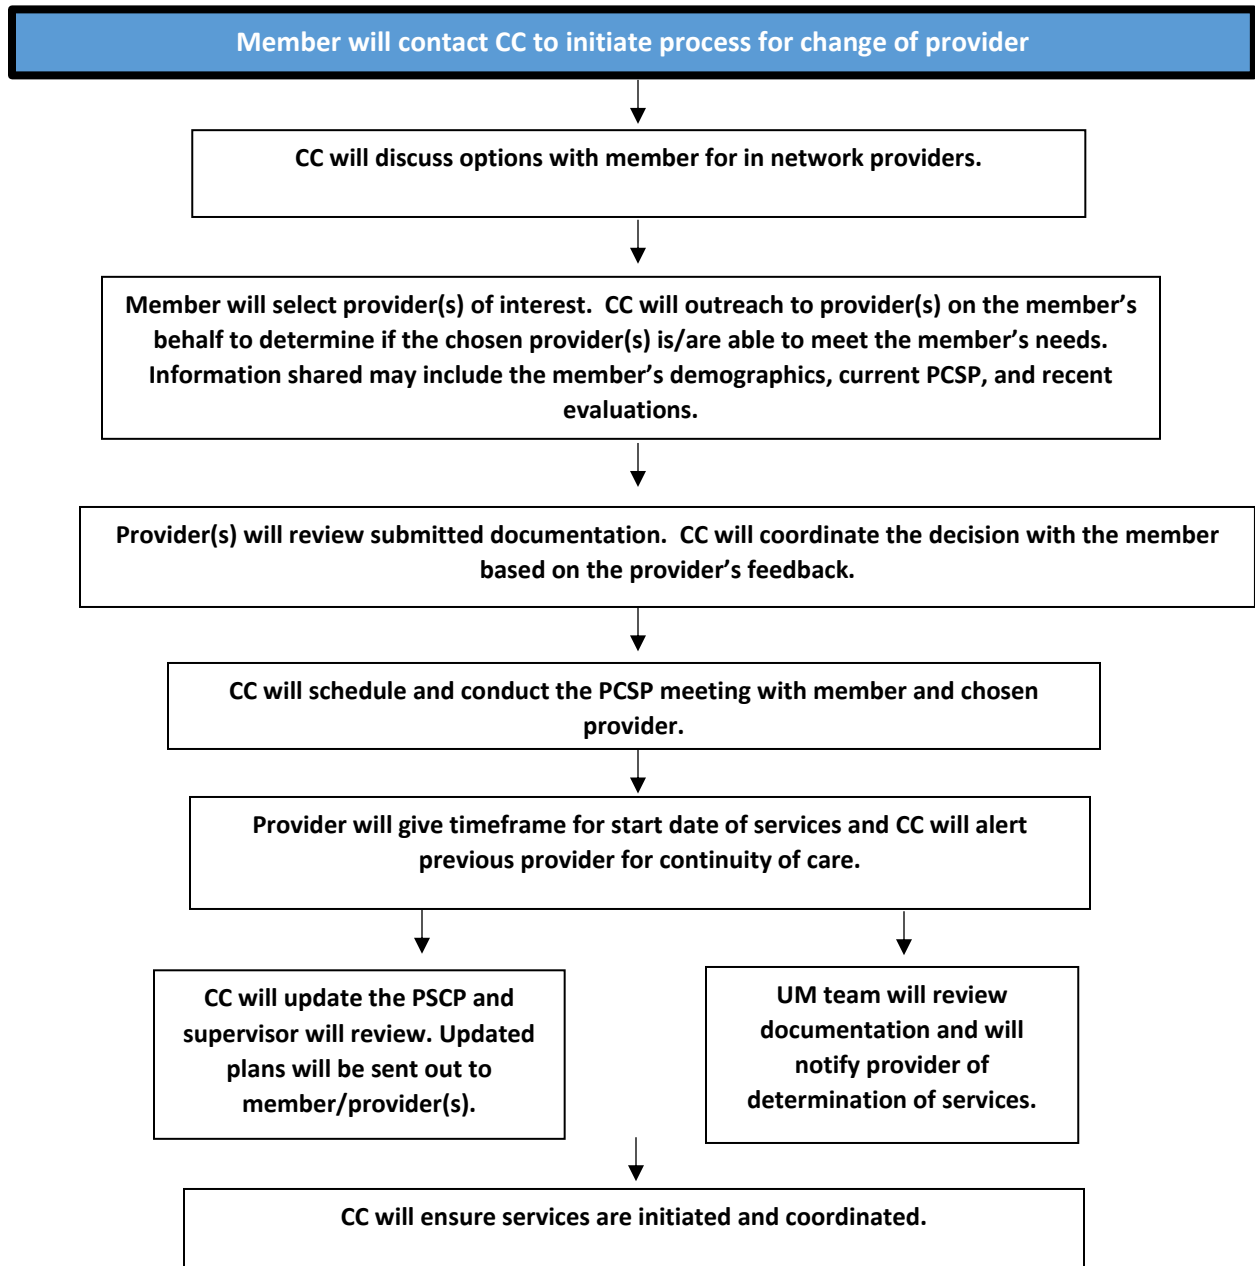 Member will contact CC to initiate process for change of provider
CC will discuss options with member for in network providers.
Member will select provider(s) of interest.  CC will outreach to provider(s) on the member’s
behalf to determine if the chosen provider(s) is/are able to meet the member’s needs.
Information shared may include the member’s demographics, current PCSP, and recent
evaluations.
Provider(s) will review submitted documentation.  CC will coordinate the decision with the member
based on the provider’s feedback.
CC will schedule and conduct the PCSP meeting with member and chosen
provider.
Provider will give timeframe for start date of services and CC will alert
previous provider for continuity of care.
CC will update the PSCP and
supervisor will review. Updated
plans will be sent out to
member/provider(s).
UM team will review
documentation and will
notify provider of
determination of services.
CC will ensure services are initiated and coordinated.